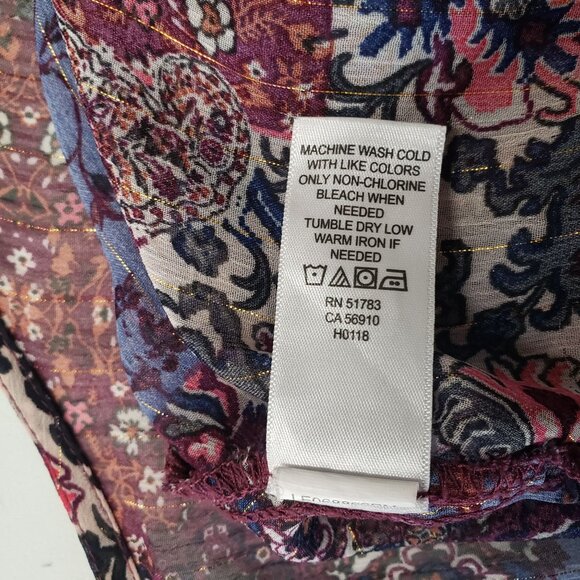 MACHINE WASH COLD
WITH LIKE COLORS
ONLY NON-CHLORINE
BLEACH WHEN
NEEDED
TUMBLE DRY LOW
WARM IRON IF
NEEDED
RN 51783
CA 56910
H0118